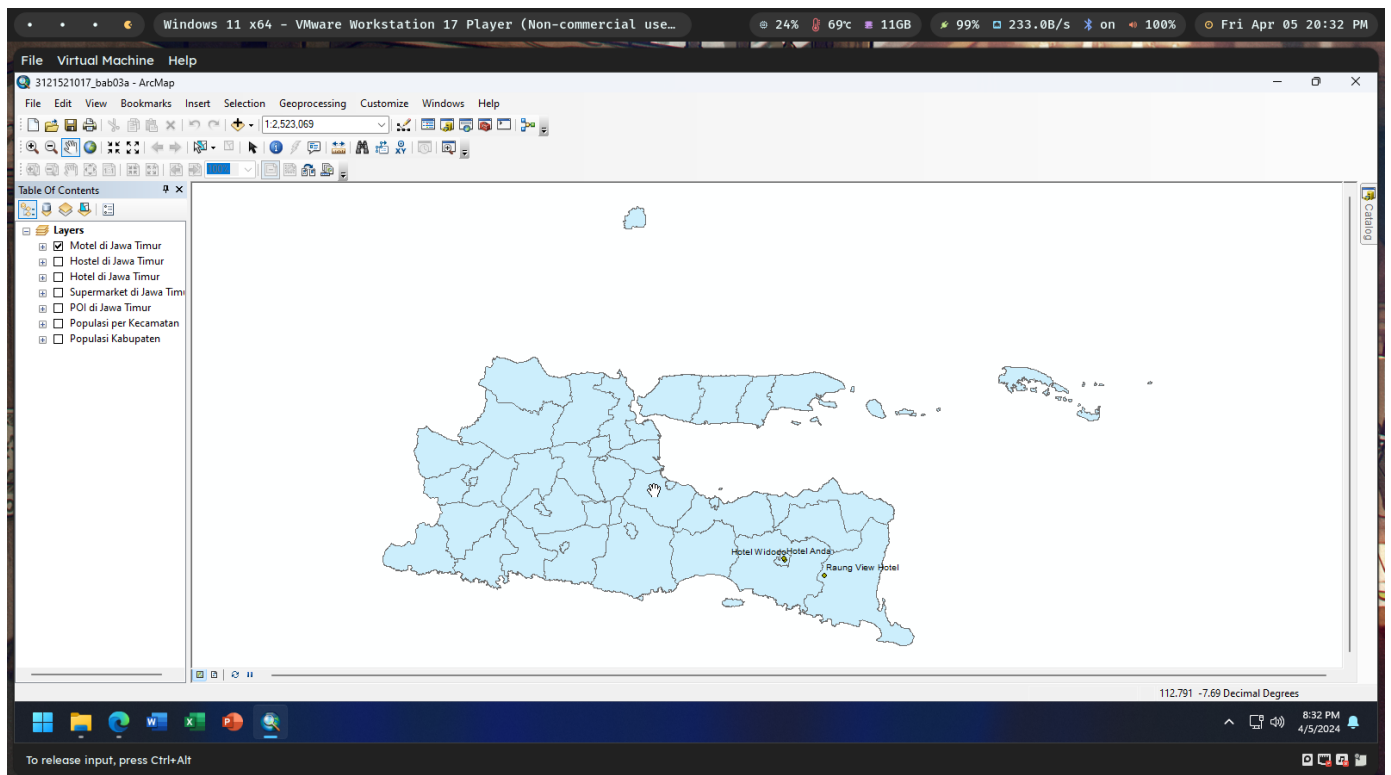 Windows 11 x64 - VMware Workstation 17 Player (Non-commercial use…
24% 69°C 11GB
99% 233.0B/s on 100%
Fri Apr 05 20:32 PM
File Virtual Machine Help
3121521017_bab03a - ArcMap
File Edit View Bookmarks Insert Selection Geoprocessing Customize Windows Help
1:2,523,069
Table Of Contents
Layers
Motel di Jawa Timur
Hostel di Jawa Timur
Hotel di Jawa Timur
Supermarket di Jawa Timu
POI di Jawa Timur
Populasi per Kecamatan
Populasi Kabupaten
Catalog
Hotel Anda
Raung View Hotel
112.791 -7.69 Decimal Degrees
8:32 PM
4/5/2024
To release input, press Ctrl+Alt